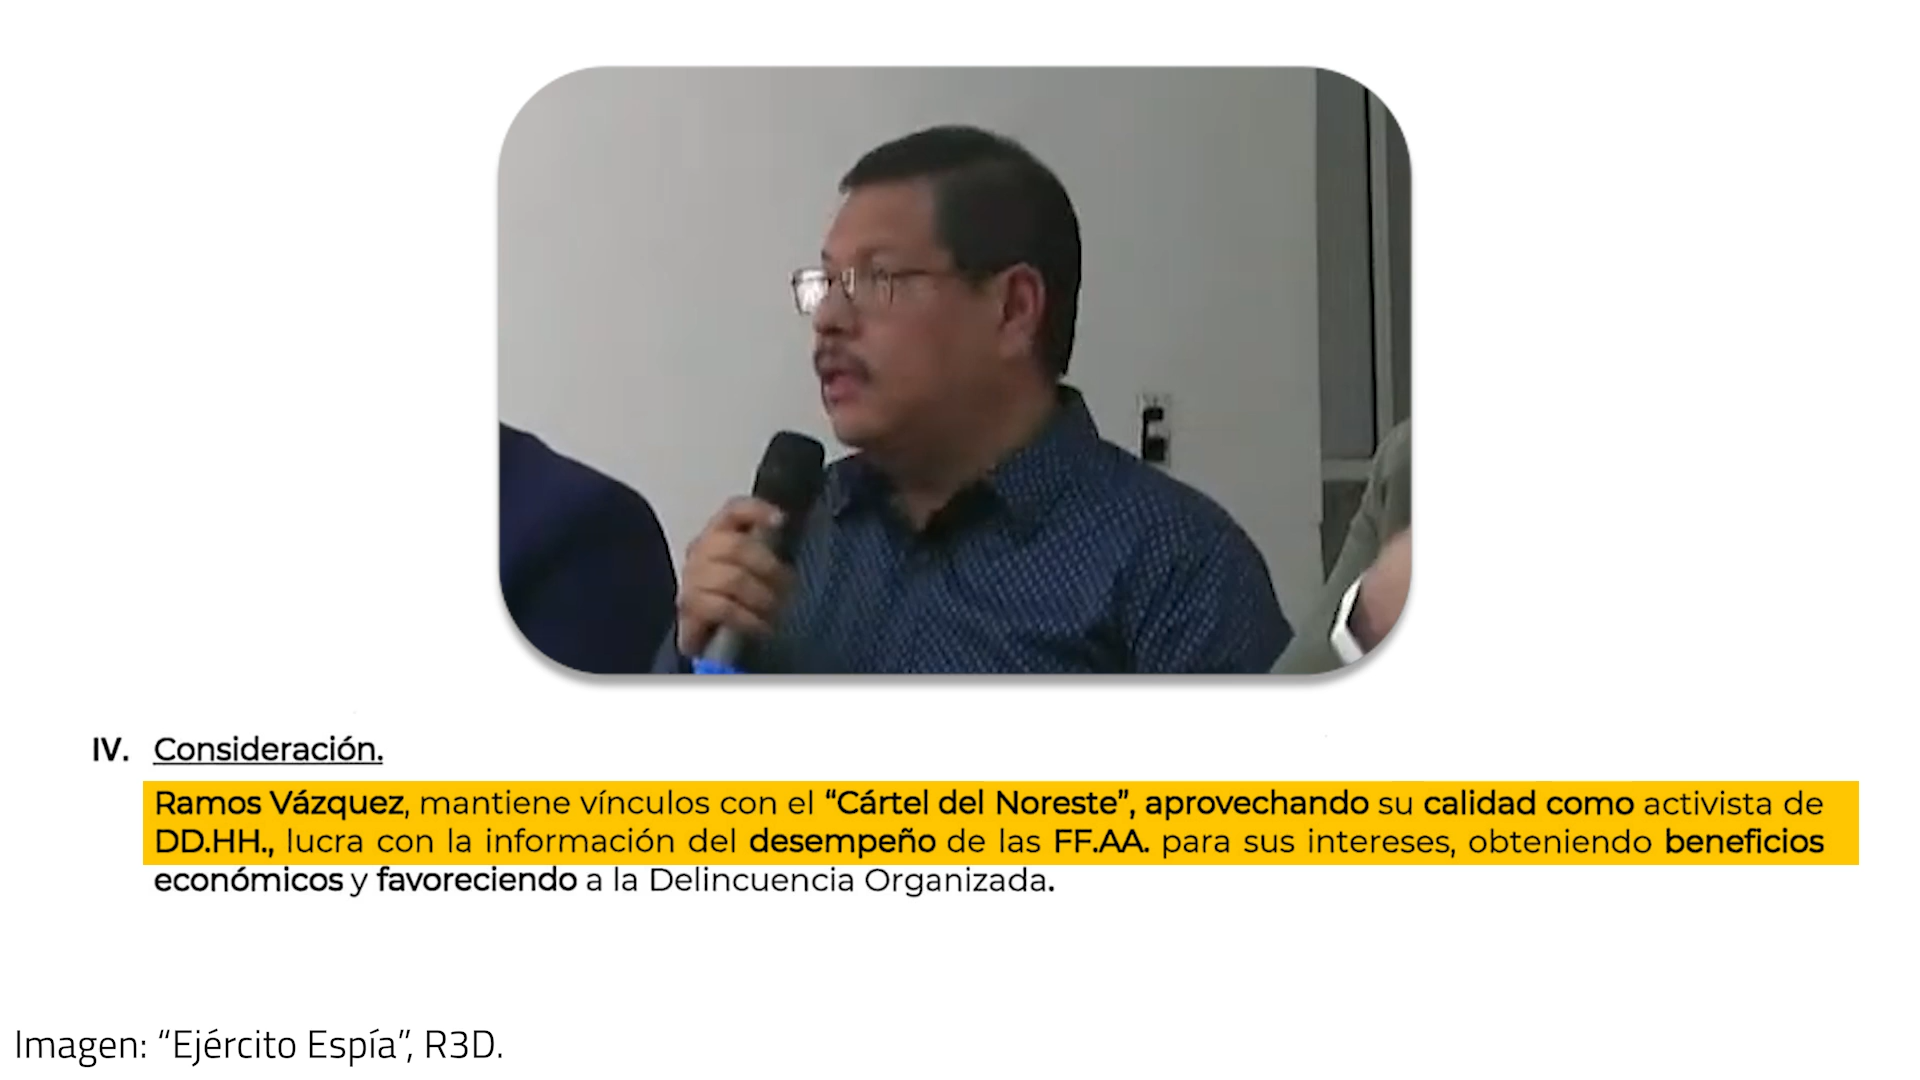 IV. Consideración.
Ramos Vázquez, mantiene vínculos con el “Cártel del Noreste”, aprovechando su calidad como activista de
DD.HH., lucra con la información del desempeño de las FF.AA. para sus intereses, obteniendo beneficios
económicos y favoreciendo a la Delincuencia Organizada.
Imagen: “Ejército Espía”, R3D.